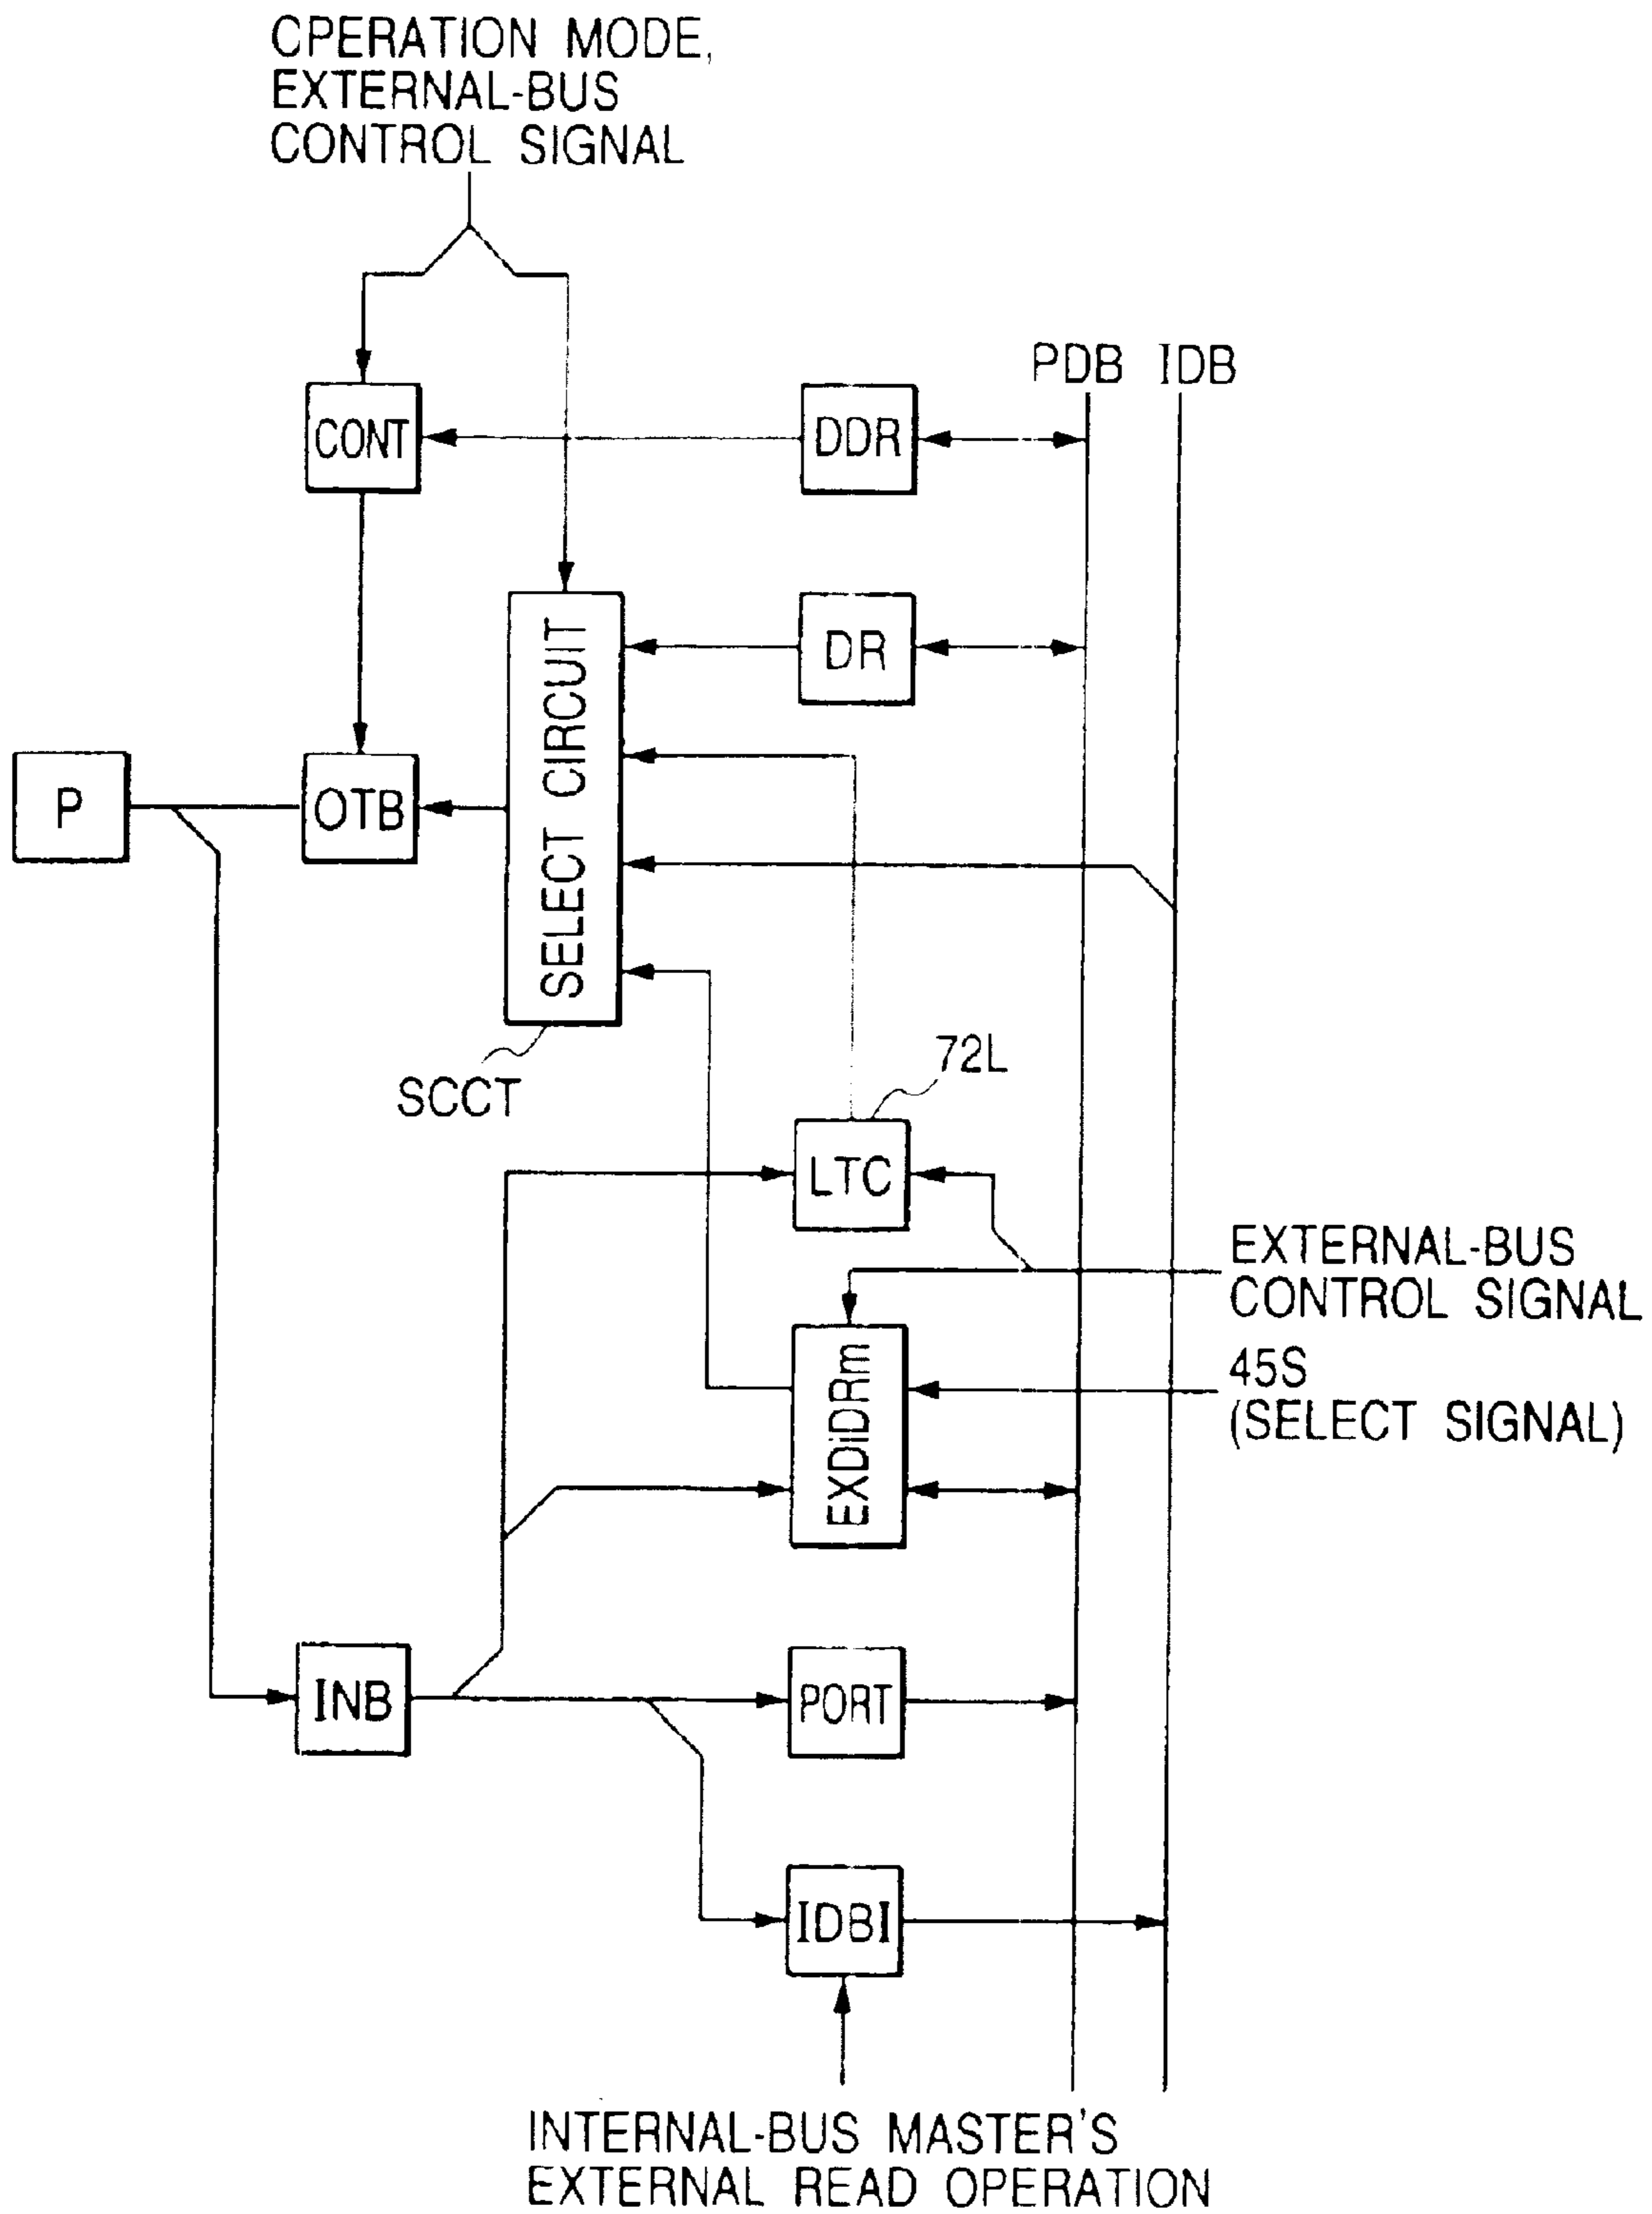 CPERATION MODE,
EXTERNAL-BUS
CONTROL SIGNAL
PDB IDB
CONT
DDR
DR
SELECT CIRCUIT
P
OTB
SCCT
72L
LTC
EXTERNAL-BUS
CONTROL SIGNAL
45S
(SELECT SIGNAL)
EXDiDRm
INB
PORT
IDBI
INTERNAL-BUS MASTER'S
EXTERNAL READ OPERATION